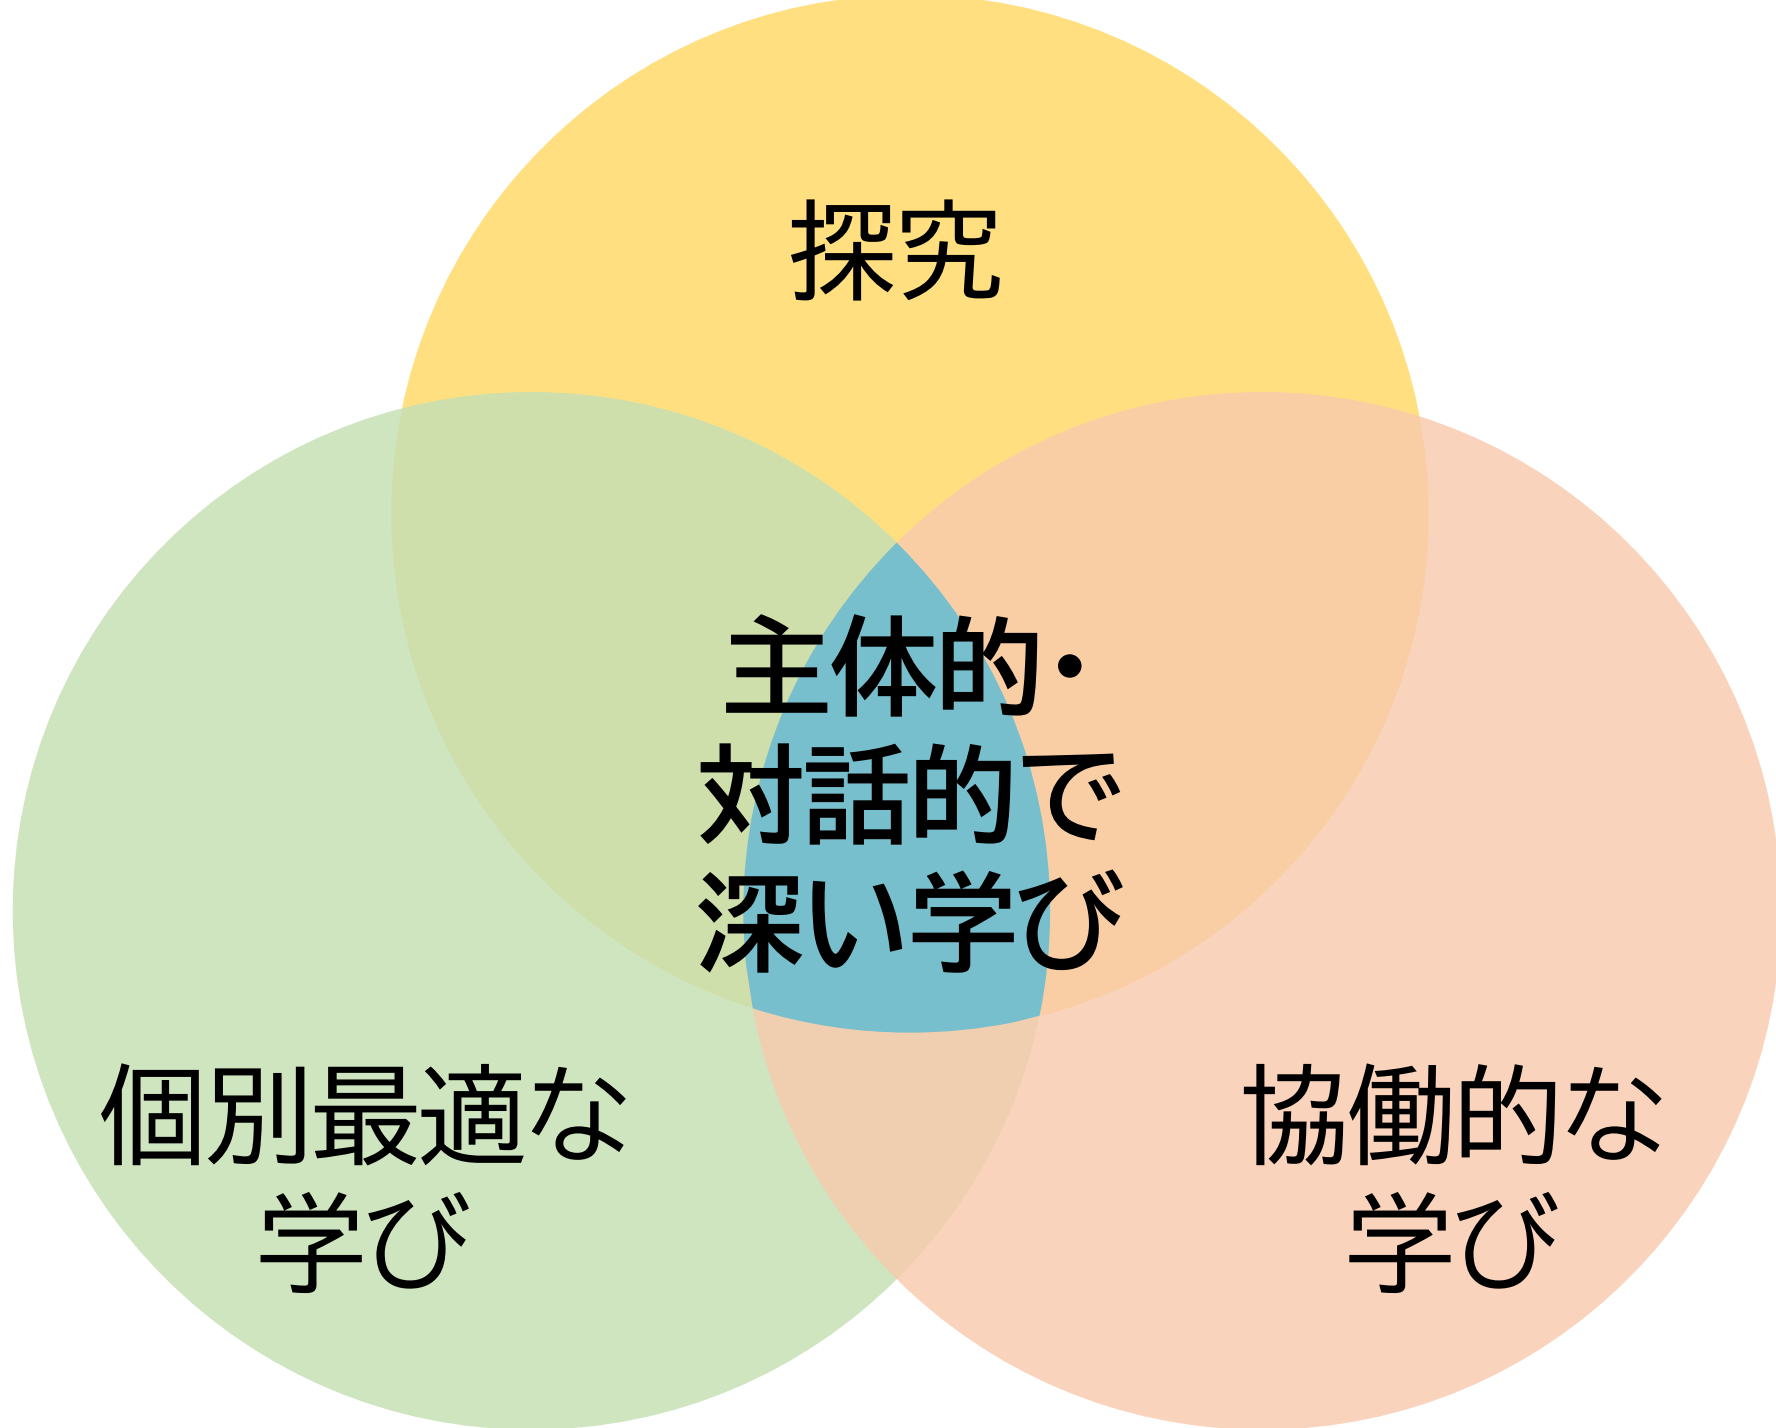 探究
主体的・
対話的で
深い学び
個別最適な
学び
協働的な
学び